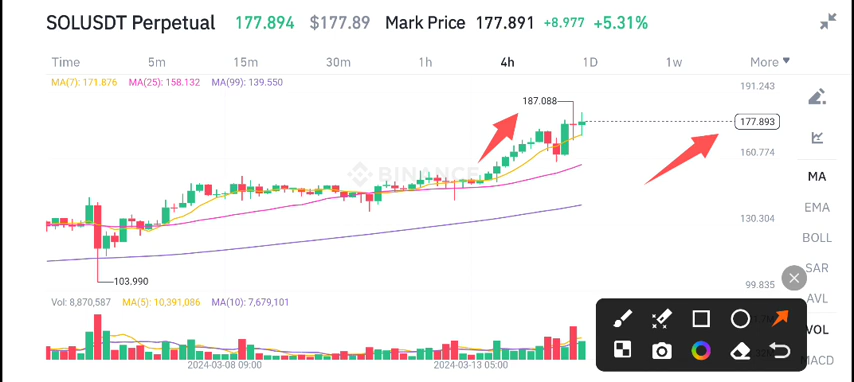 SOLUSDT Perpetual 177.894 $177.89 Mark Price 177.891 +8.977 +5.31%
Time 5m 15m 30m 1h 4h 1D 1w More
MA(7): 171.876 MA(25): 158.132 MA(99): 139.550
191.243
187.088
177.893
160.774
BINANCE
MA
EMA
130.304
BOLL
SAR
103.990
99.835
AVL
Vol: 8,870,587 MA(5): 10,391,086 MA(10): 7,679,101
VOL
MACD
2024-03-08 09:00 2024-03-13 05:00